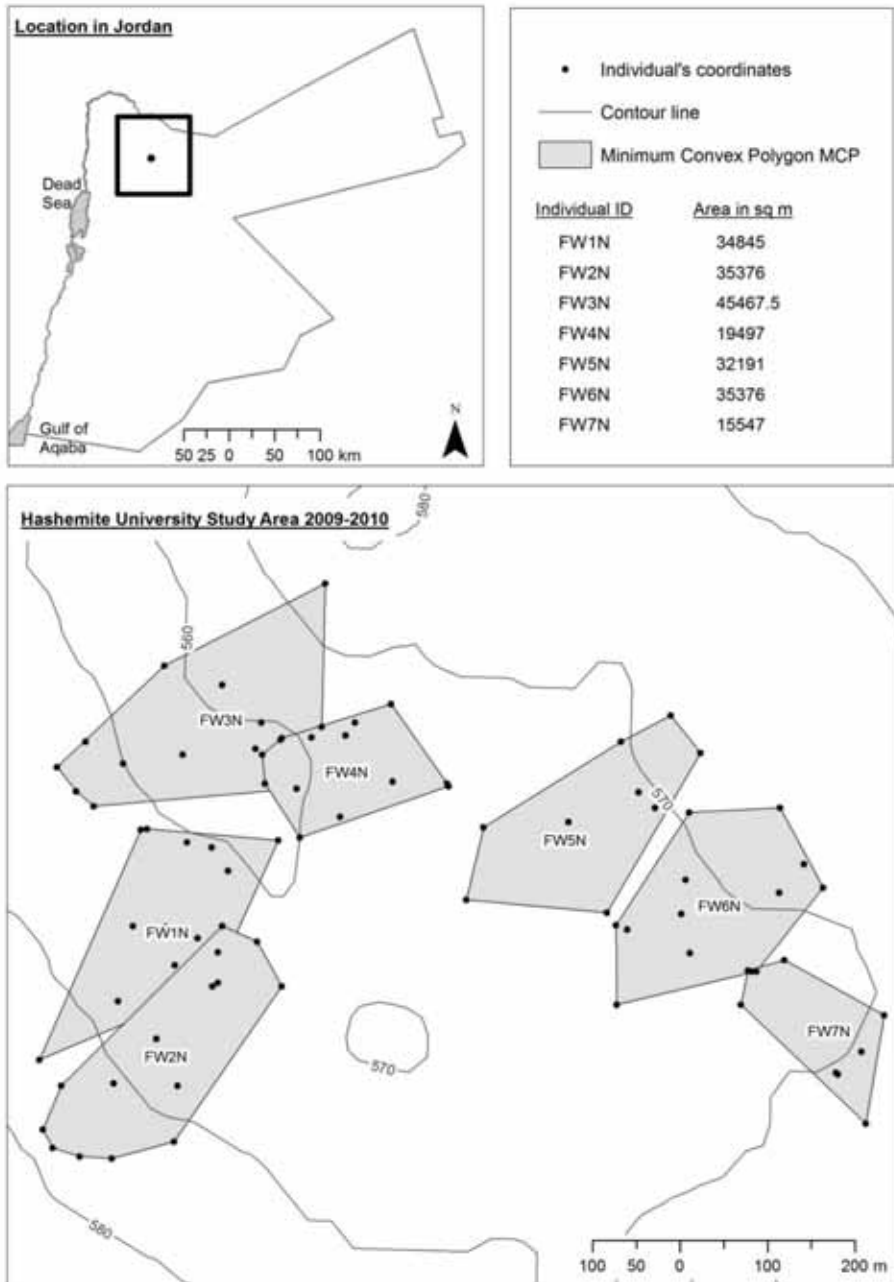 Location in Jordan
Dead
Sea
Gulf of
Aqaba
50 25 0 50 100 km
N
Individual's coordinates
Contour line
Minimum Convex Polygon MCP
Individual ID Area in sq m
FW1N 34845
FW2N 35376
FW3N 45467.5
FW4N 19497
FW5N 32191
FW6N 35376
FW7N 15547
Hashemite University Study Area 2009-2010
580
560
FW3N
FW4N
570
FW5N
FW6N
FW1N
FW7N
FW2N
570
580
100 50 0 100 200 m